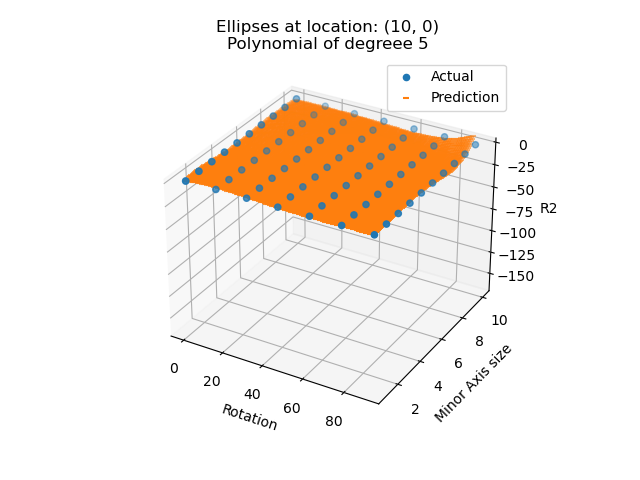 Ellipses at location: (10, 0)
Polynomial of degreee 5
Actual
Prediction
0
−25
−50
−75
−100
−125
−150
R2
10
8
6
4
2
Minor Axis size
0
20
40
60
80
Rotation